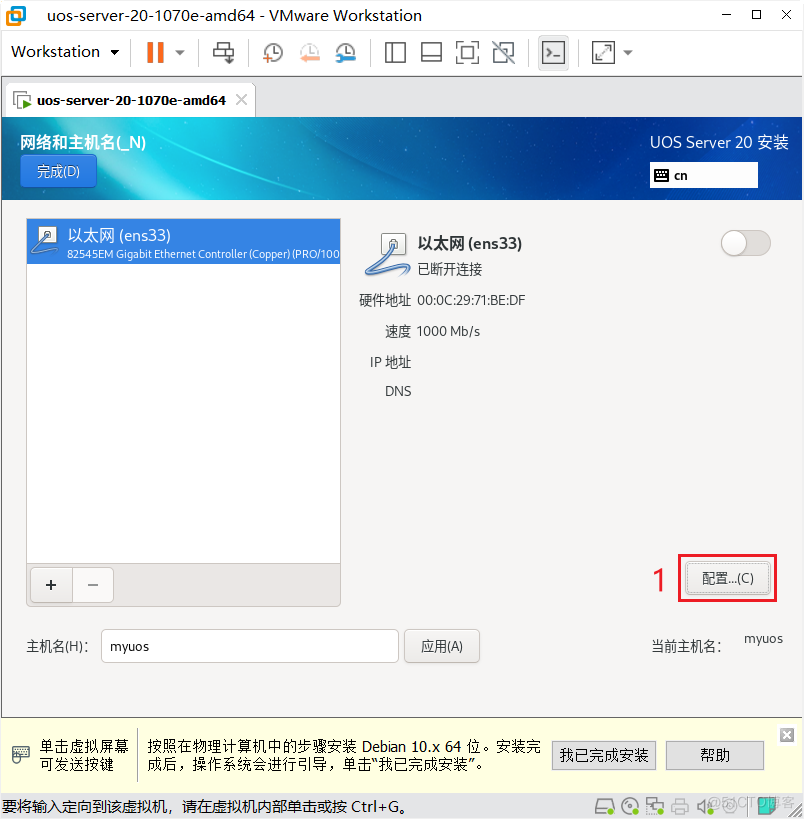 uos-server-20-1070e-amd64 - VMware Workstation
Workstation
uos-server-20-1070e-amd64
网络和主机名(_N)
UOS Server 20 安装
完成(D)
cn
以太网 (ens33)
82545EM Gigabit Ethernet Controller (Copper) (PRO/100
以太网 (ens33)
已断开连接
硬件地址 00:0C:29:71:BE:DF
速度 1000 Mb/s
IP 地址
DNS
1
配置...(C)
主机名(H):
myuos
应用(A)
当前主机名:
myuos
单击虚拟屏幕
可发送按键
按照在物理计算机中的步骤安装 Debian 10.x 64 位。安装完
成后，操作系统会进行引导，单击“我已完成安装”。
我已完成安装
帮助
要将输入定向到该虚拟机，请在虚拟机内部单击或按 Ctrl+G。
@51CTO博客